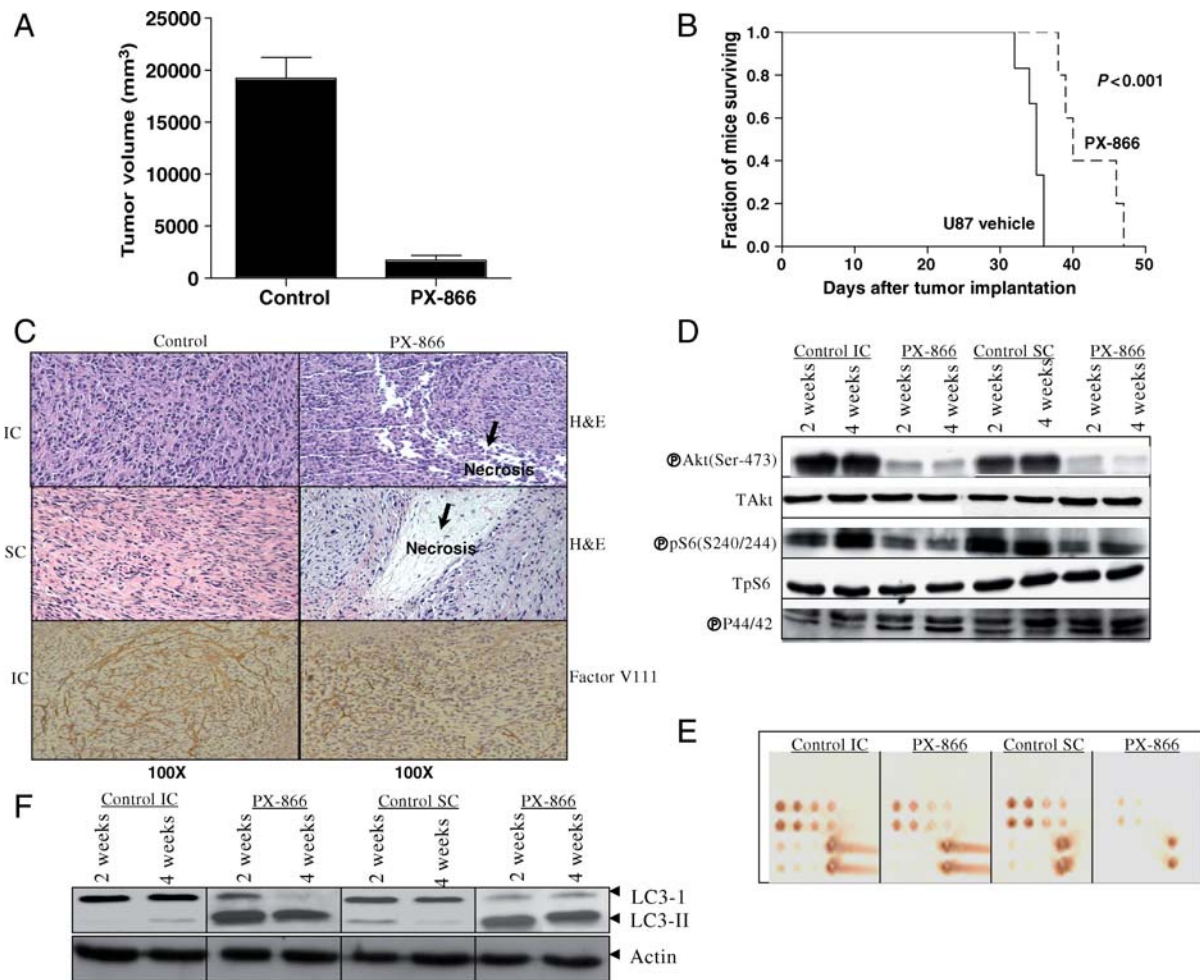 A
Tumor volume (mm³)
25000
20000
15000
10000
5000
0
Control
PX-866
B
Fraction of mice surviving
1.0
0.8
0.6
0.4
0.2
0.0
P<0.001
PX-866
U87 vehicle
0
10
20
30
40
50
Days after tumor implantation
C
Control
PX-866
IC
Necrosis
H&E
SC
Necrosis
H&E
IC
Factor V111
100X
100X
D
Control IC
PX-866
Control SC
PX-866
2 weeks
4 weeks
2 weeks
4 weeks
2 weeks
4 weeks
2 weeks
4 weeks
ⓅAkt(Ser-473)
TAkt
ⓅpS6(S240/244)
TpS6
ⓅP44/42
E
Control IC
PX-866
Control SC
PX-866
F
Control IC
PX-866
Control SC
PX-866
2 weeks
4 weeks
2 weeks
4 weeks
2 weeks
4 weeks
2 weeks
4 weeks
LC3-1
LC3-II
Actin